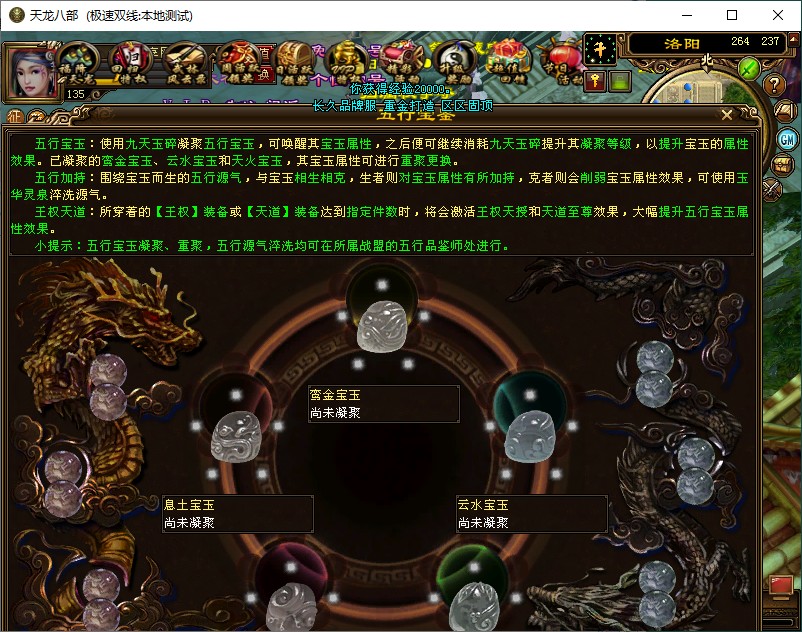 天龙八部 (极速双线:本地测试)
洛阳
264 237
北
135
GM
你获得经验20000。
长久品牌服 重金打造 区区固顶
五行宝鉴
五行宝玉：使用九天玉碎凝聚五行宝玉，可唤醒其宝玉属性，之后便可继续消耗九天玉碎提升其凝聚等级，以提升宝玉的属性
效果。已凝聚的蛮金宝玉、云水宝玉和天火宝玉，其宝玉属性可进行重聚更换。
五行加持：围绕宝玉而生的五行源气，与宝玉相生相克，生者则对宝玉属性有所加持，克者则会削弱宝玉属性效果，可使用玉
华灵泉淬洗源气。
王权天道：所穿着的【王权】装备或【天道】装备达到指定件数时，将会激活王权天授和天道至尊效果，大幅提升五行宝玉属
性效果。
小提示：五行宝玉凝聚、重聚，五行源气淬洗均可在所属战盟的五行品鉴师处进行。
銮金宝玉
尚未凝聚
息土宝玉
尚未凝聚
云水宝玉
尚未凝聚